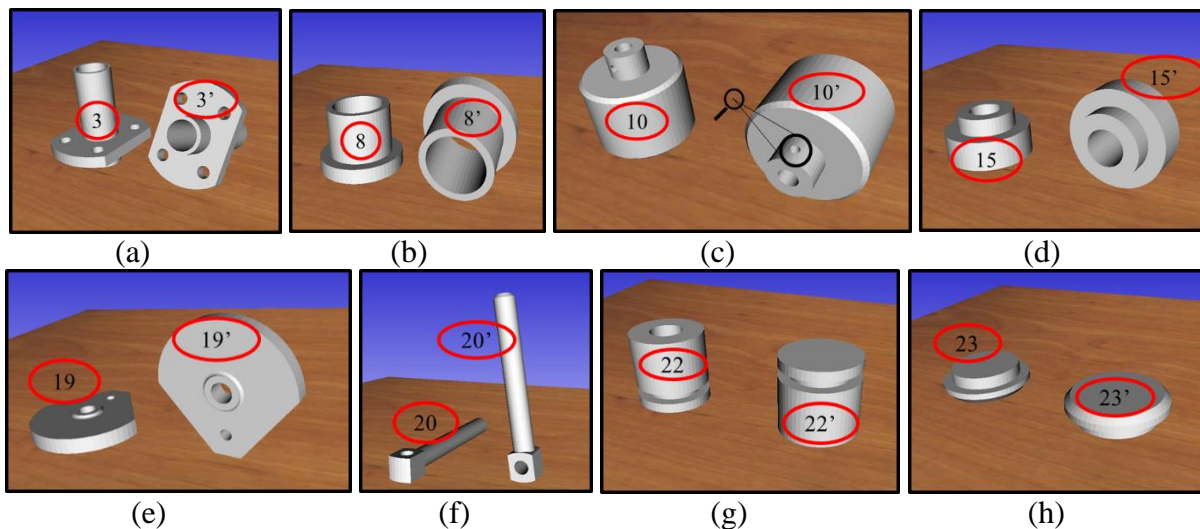 3 3’ 8 8’ 10 10’ 15 15’
(a) (b) (c) (d)
19 19’ 20 20’ 22 22’ 23 23’
(e) (f) (g) (h)